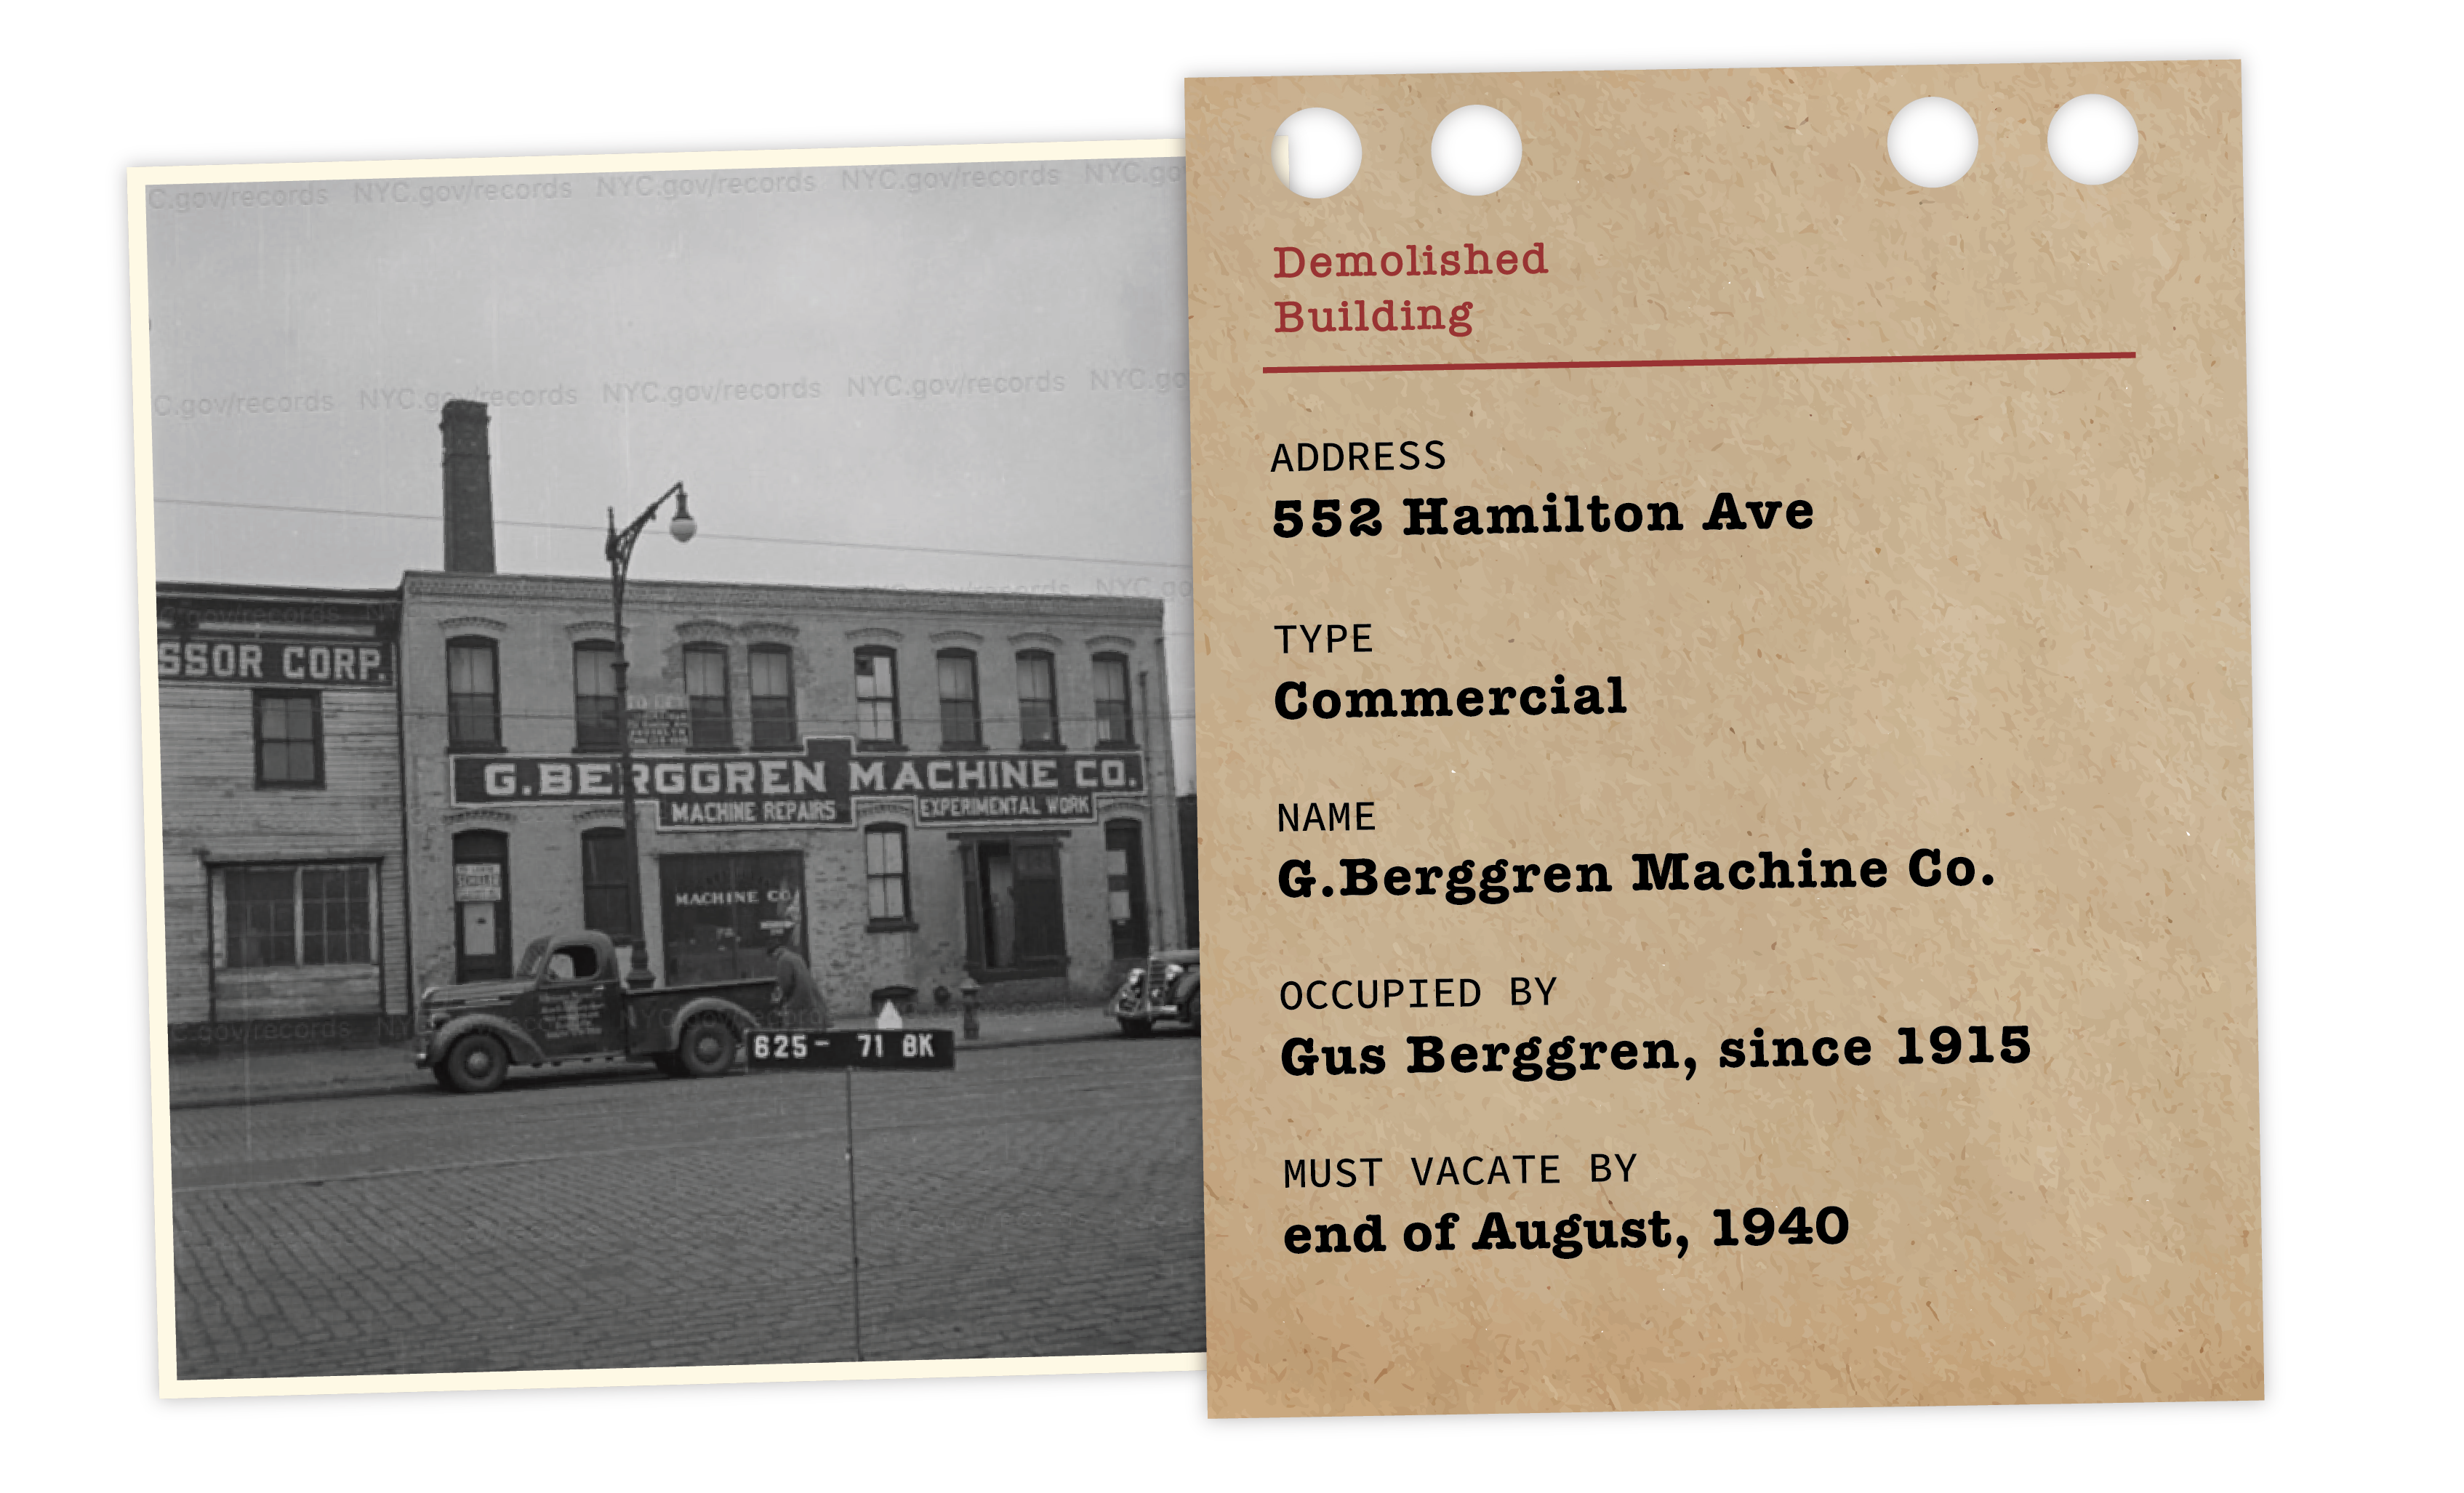 C.gov/records NYC.gov/records NYC.gov/records NYC.gov/records NYC.go
C.gov/records NYC.gov/records NYC.gov/records NYC.gov/records NYC.go
SSOR CORP.
G.BERGGREN MACHINE CO.
MACHINE REPAIRS
EXPERIMENTAL WORK
MACHINE CO.
625- 71 BK
Demolished
Building
ADDRESS
552 Hamilton Ave
TYPE
Commercial
NAME
G.Berggren Machine Co.
OCCUPIED BY
Gus Berggren, since 1915
MUST VACATE BY
end of August, 1940